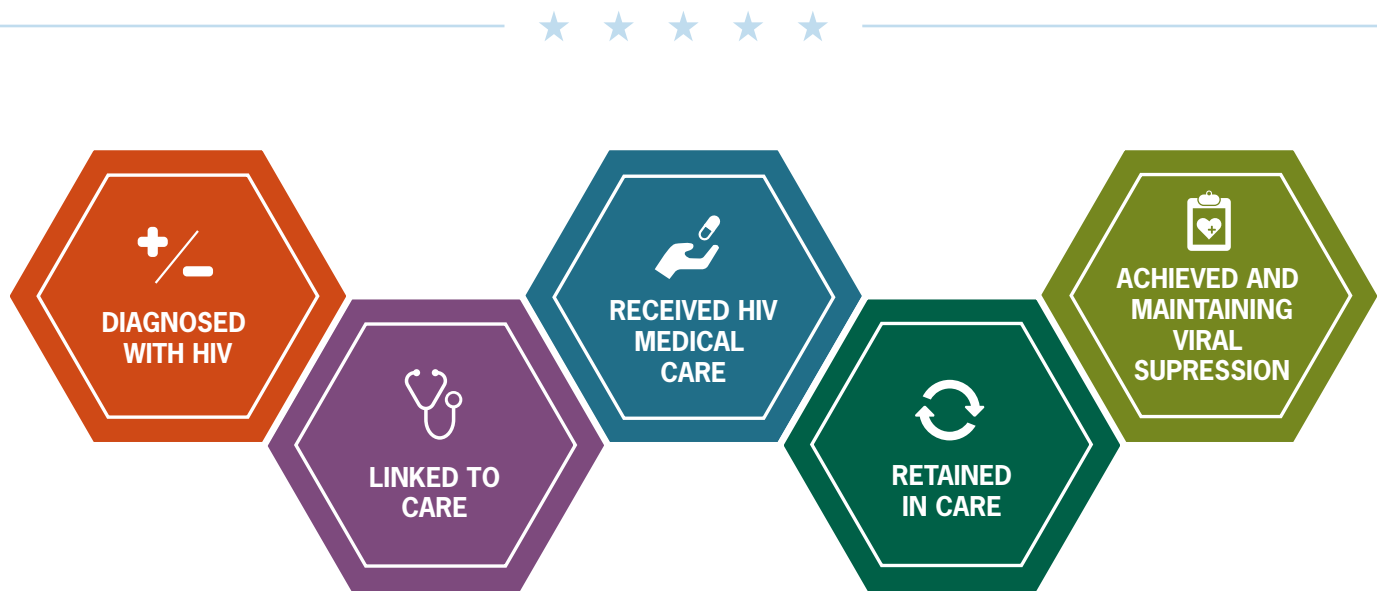 DIAGNOSED
WITH HIV
LINKED TO
CARE
RECEIVED HIV
MEDICAL
CARE
RETAINED
IN CARE
ACHIEVED AND
MAINTAINING
VIRAL
SUPRESSION